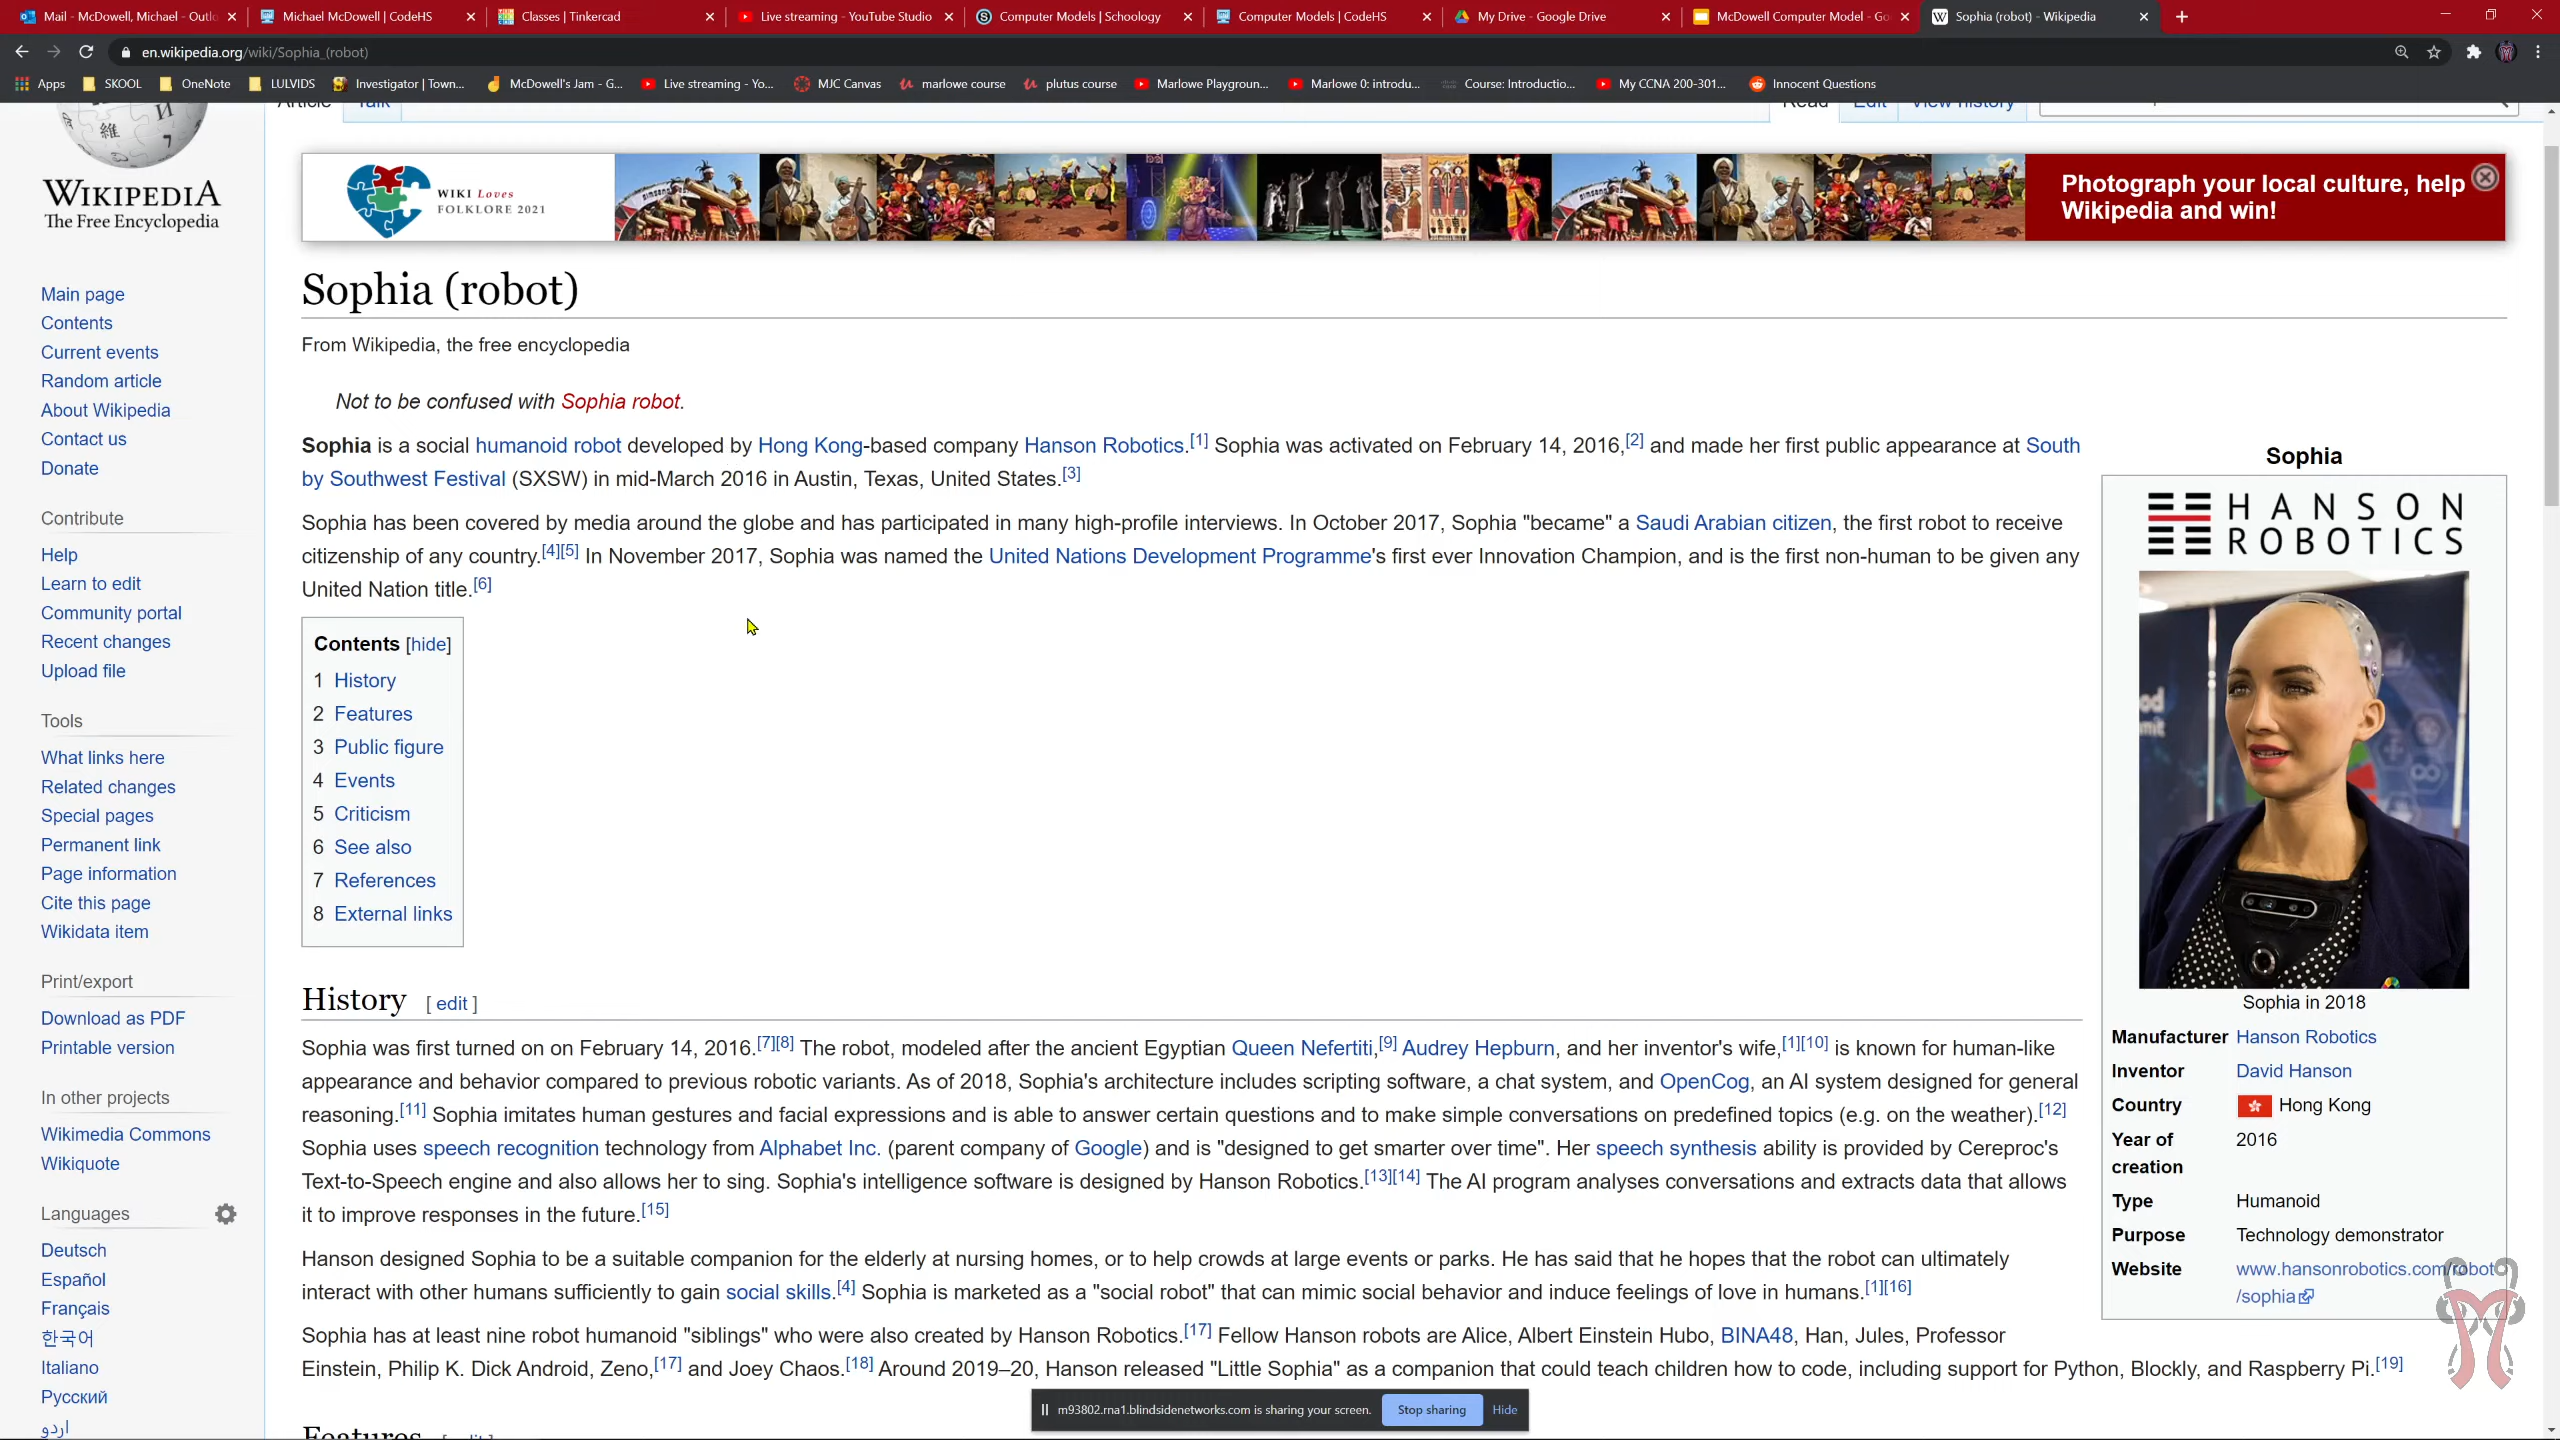 Mail - McDowell, Michael - Outlo
Michael McDowell | CodeHS
Classes | Tinkercad
Live streaming - YouTube Studio
Computer Models | Schoology
Computer Models | CodeHS
My Drive - Google Drive
McDowell Computer Model - Go
Sophia (robot) - Wikipedia
en.wikipedia.org/wiki/Sophia_(robot)
Apps
SKOOL
OneNote
LULVIDS
Investigator | Town...
McDowell's Jam - G...
Live streaming - Yo...
MJC Canvas
marlowe course
plutus course
Marlowe Playgroun...
Marlowe 0: introdu...
Course: Introductio...
My CCNA 200-301...
Innocent Questions
Article
Talk
Read
Edit
View history
WIKIPEDIA
The Free Encyclopedia
Main page
Contents
Current events
Random article
About Wikipedia
Contact us
Donate
Contribute
Help
Learn to edit
Community portal
Recent changes
Upload file
Tools
What links here
Related changes
Special pages
Permanent link
Page information
Cite this page
Wikidata item
Print/export
Download as PDF
Printable version
In other projects
Wikimedia Commons
Wikiquote
Languages
Deutsch
Español
Français
한국어
Italiano
Русский
اردو
WIKI Loves
FOLKLORE 2021
Photograph your local culture, help
Wikipedia and win!
Sophia (robot)
From Wikipedia, the free encyclopedia
Not to be confused with Sophia robot.
Sophia is a social humanoid robot developed by Hong Kong-based company Hanson Robotics.[1] Sophia was activated on February 14, 2016,[2] and made her first public appearance at South
by Southwest Festival (SXSW) in mid-March 2016 in Austin, Texas, United States.[3]
Sophia has been covered by media around the globe and has participated in many high-profile interviews. In October 2017, Sophia "became" a Saudi Arabian citizen, the first robot to receive
citizenship of any country.[4][5] In November 2017, Sophia was named the United Nations Development Programme's first ever Innovation Champion, and is the first non-human to be given any
United Nation title.[6]
Contents [hide]
1 History
2 Features
3 Public figure
4 Events
5 Criticism
6 See also
7 References
8 External links
History [ edit ]
Sophia was first turned on on February 14, 2016.[7][8] The robot, modeled after the ancient Egyptian Queen Nefertiti,[9] Audrey Hepburn, and her inventor's wife,[1][10] is known for human-like
appearance and behavior compared to previous robotic variants. As of 2018, Sophia's architecture includes scripting software, a chat system, and OpenCog, an AI system designed for general
reasoning.[11] Sophia imitates human gestures and facial expressions and is able to answer certain questions and to make simple conversations on predefined topics (e.g. on the weather).[12]
Sophia uses speech recognition technology from Alphabet Inc. (parent company of Google) and is "designed to get smarter over time". Her speech synthesis ability is provided by Cereproc's
Text-to-Speech engine and also allows her to sing. Sophia's intelligence software is designed by Hanson Robotics.[13][14] The AI program analyses conversations and extracts data that allows
it to improve responses in the future.[15]
Hanson designed Sophia to be a suitable companion for the elderly at nursing homes, or to help crowds at large events or parks. He has said that he hopes that the robot can ultimately
interact with other humans sufficiently to gain social skills.[4] Sophia is marketed as a "social robot" that can mimic social behavior and induce feelings of love in humans.[1][16]
Sophia has at least nine robot humanoid "siblings" who were also created by Hanson Robotics.[17] Fellow Hanson robots are Alice, Albert Einstein Hubo, BINA48, Han, Jules, Professor
Einstein, Philip K. Dick Android, Zeno,[17] and Joey Chaos.[18] Around 2019–20, Hanson released "Little Sophia" as a companion that could teach children how to code, including support for Python, Blockly, and Raspberry Pi.[19]
Features [ edit ]
Sophia
HANSON
ROBOTICS
Sophia in 2018
Manufacturer Hanson Robotics
Inventor David Hanson
Country Hong Kong
Year of 2016
creation
Type Humanoid
Purpose Technology demonstrator
Website www.hansonrobotics.com/robot
/sophia
m93802.rna1.blindsidenetworks.com is sharing your screen.
Stop sharing
Hide